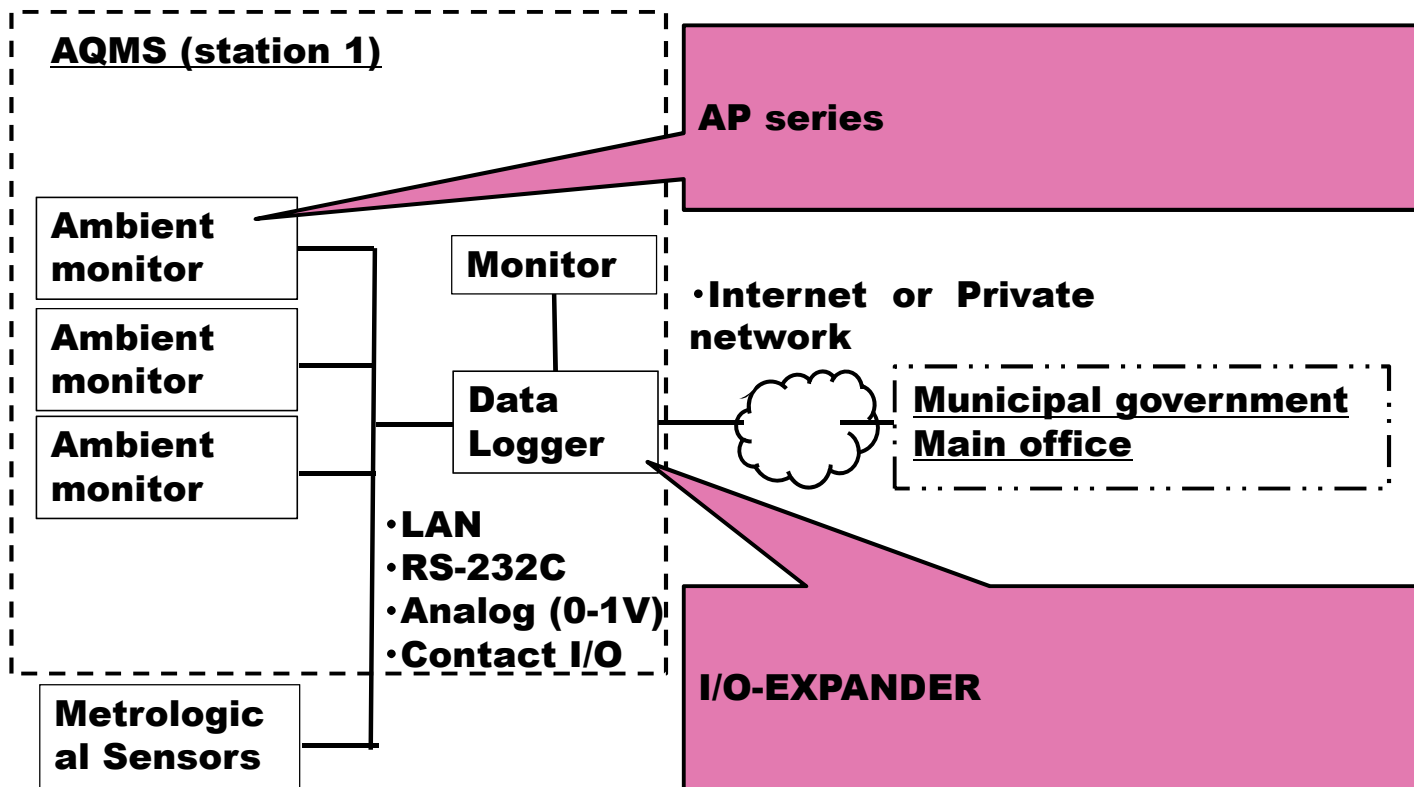 AQMS (station 1)
AP series
Ambient
monitor
Monitor
・Internet or Private
network
Ambient
monitor
Data
Logger
Municipal government
Main office
Ambient
monitor
・LAN
・RS-232C
・Analog (0-1V)
・Contact I/O
I/O-EXPANDER
Metrologic
al Sensors